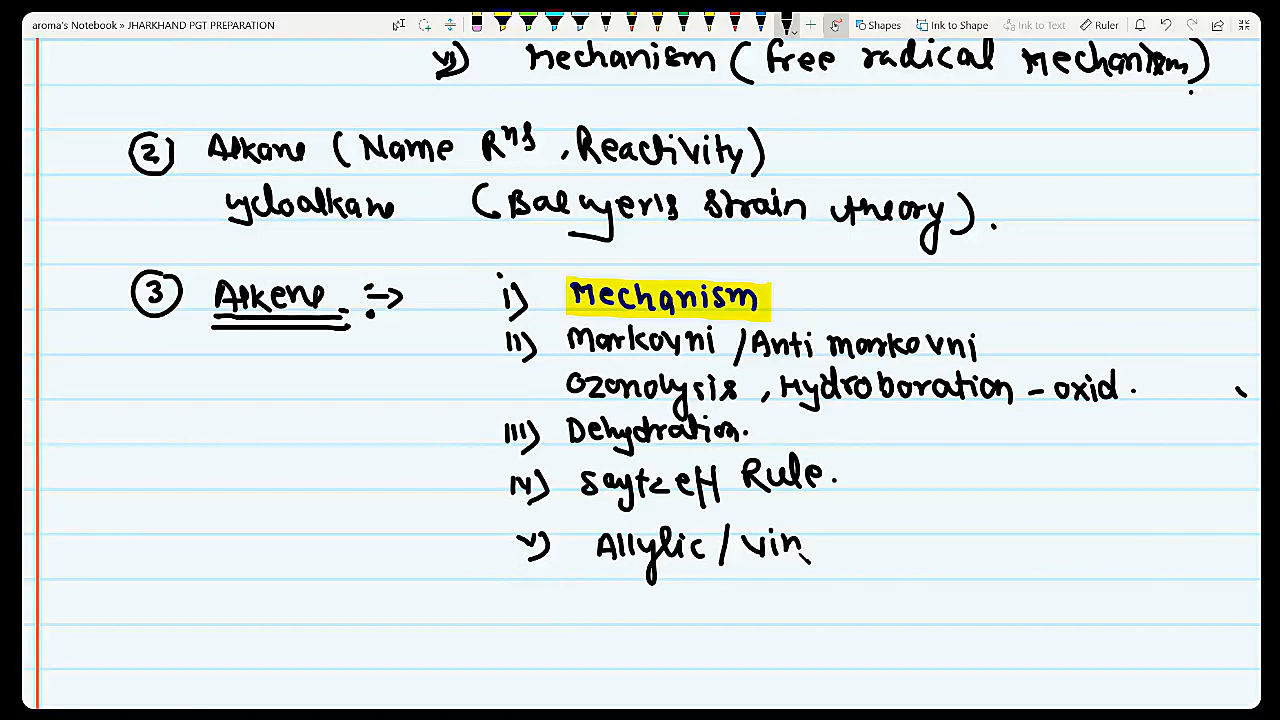 aroma's Notebook » JHARKHAND PGT PREPARATION Shapes Ink to Shape Ink to Text Ruler
v) Mechanism (free radical Mechanism)
② Alkane (Name Rⁿˢ, Reactivity)
cycloalkane (Baeyer's strain theory).
③ Alkene :→ i) Mechanism
ii) Markovni / Anti markovni
ozonolysis, Hydroboration - oxid.
iii) Dehydration.
iv) Saytzeff Rule.
v) Allylic / vin